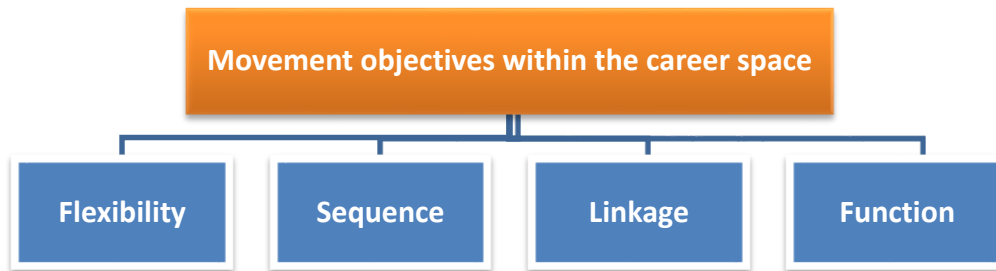 Movement objectives within the career space
Flexibility
Sequence
Linkage
Function